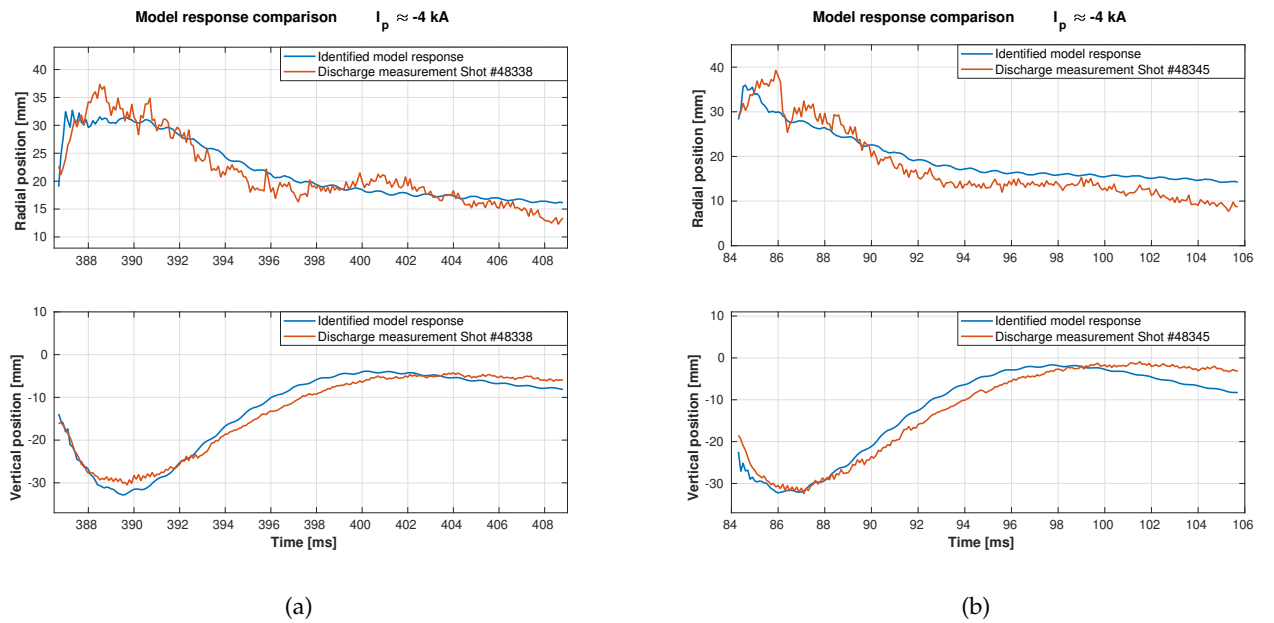 Model response comparison I_p ≈ -4 kA
Identified model response
Discharge measurement Shot #48338
Radial position [mm]
40
35
30
25
20
15
10
388 390 392 394 396 398 400 402 404 406 408
Identified model response
Discharge measurement Shot #48338
Vertical position [mm]
10
0
-10
-20
-30
388 390 392 394 396 398 400 402 404 406 408
Time [ms]
(a)
Model response comparison I_p ≈ -4 kA
Identified model response
Discharge measurement Shot #48345
Radial position [mm]
40
30
20
10
0
84 86 88 90 92 94 96 98 100 102 104 106
Identified model response
Discharge measurement Shot #48345
Vertical position [mm]
10
0
-10
-20
-30
84 86 88 90 92 94 96 98 100 102 104 106
Time [ms]
(b)